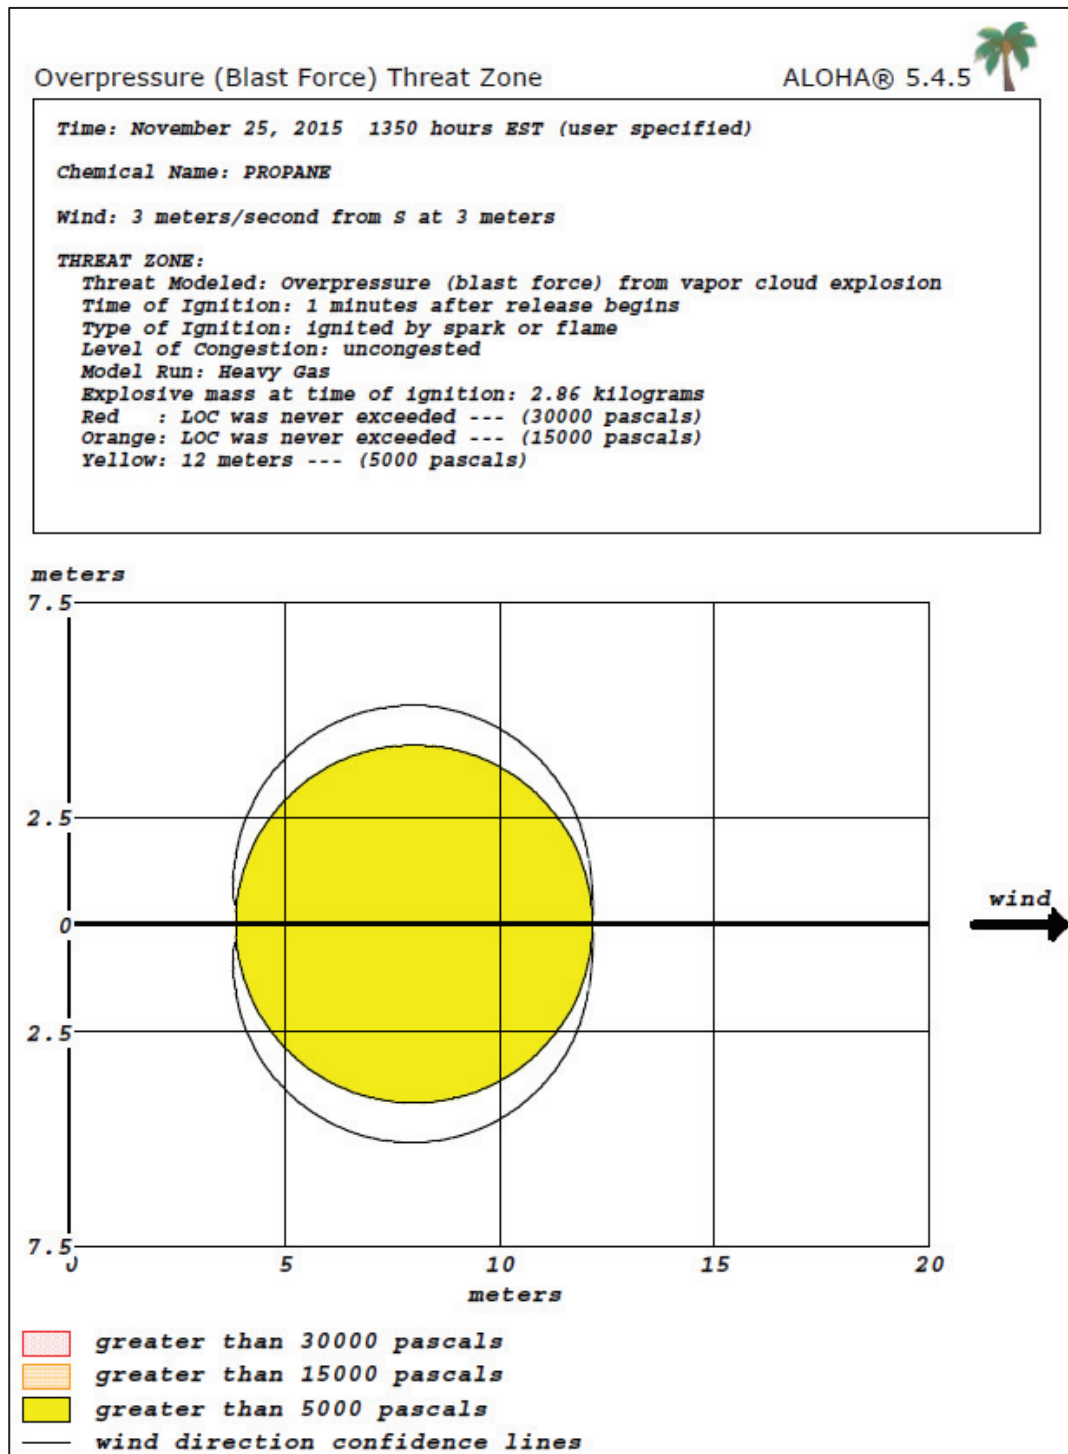 Overpressure (Blast Force) Threat Zone ALOHA® 5.4.5
Time: November 25, 2015 1350 hours EST (user specified)
Chemical Name: PROPANE
Wind: 3 meters/second from S at 3 meters
THREAT ZONE:
Threat Modeled: Overpressure (blast force) from vapor cloud explosion
Time of Ignition: 1 minutes after release begins
Type of Ignition: ignited by spark or flame
Level of Congestion: uncongested
Model Run: Heavy Gas
Explosive mass at time of ignition: 2.86 kilograms
Red : LOC was never exceeded --- (30000 pascals)
Orange: LOC was never exceeded --- (15000 pascals)
Yellow: 12 meters --- (5000 pascals)
meters
7.5
2.5
wind
0
2.5
7.5
0 5 10 15 20
meters
greater than 30000 pascals
greater than 15000 pascals
greater than 5000 pascals
wind direction confidence lines